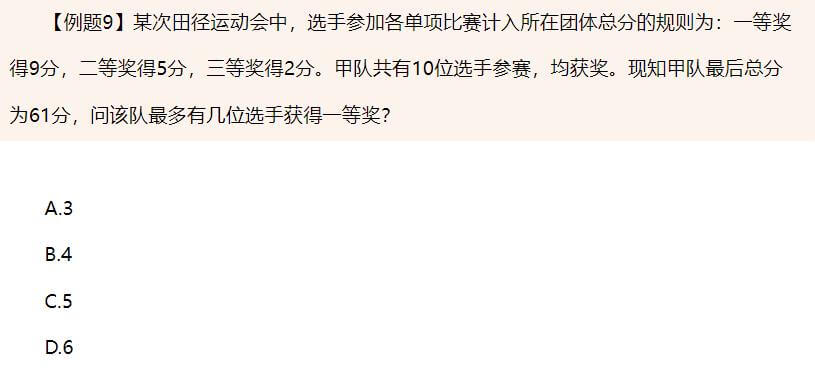 【例题9】某次田径运动会中，选手参加各单项比赛计入所在团体总分的规则为：一等奖
得9分，二等奖得5分，三等奖得2分。甲队共有10位选手参赛，均获奖。现知甲队最后总分
为61分，问该队最多有几位选手获得一等奖？
A.3
B.4
C.5
D.6